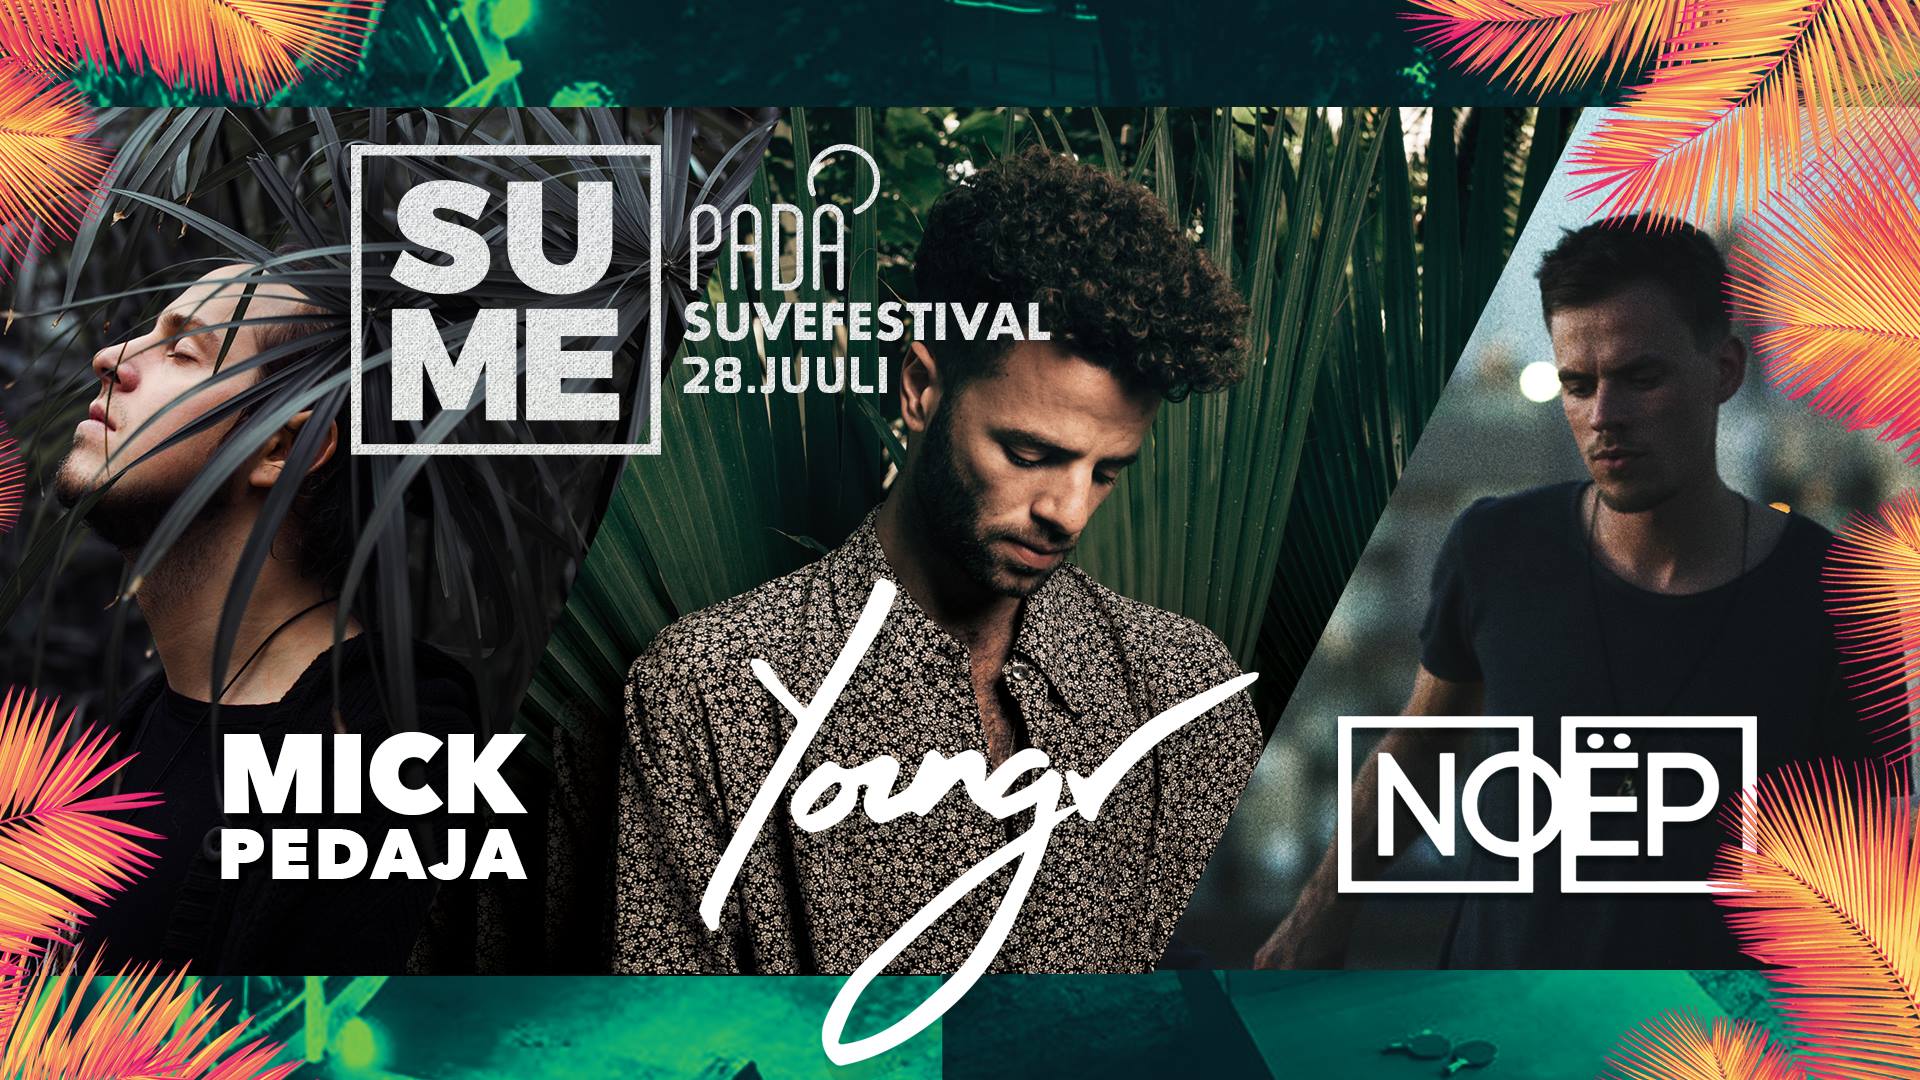 SU
ME
PADA
SUVEFESTIVAL
28.JUULI
MICK
PEDAJA
Youngr
NOËP